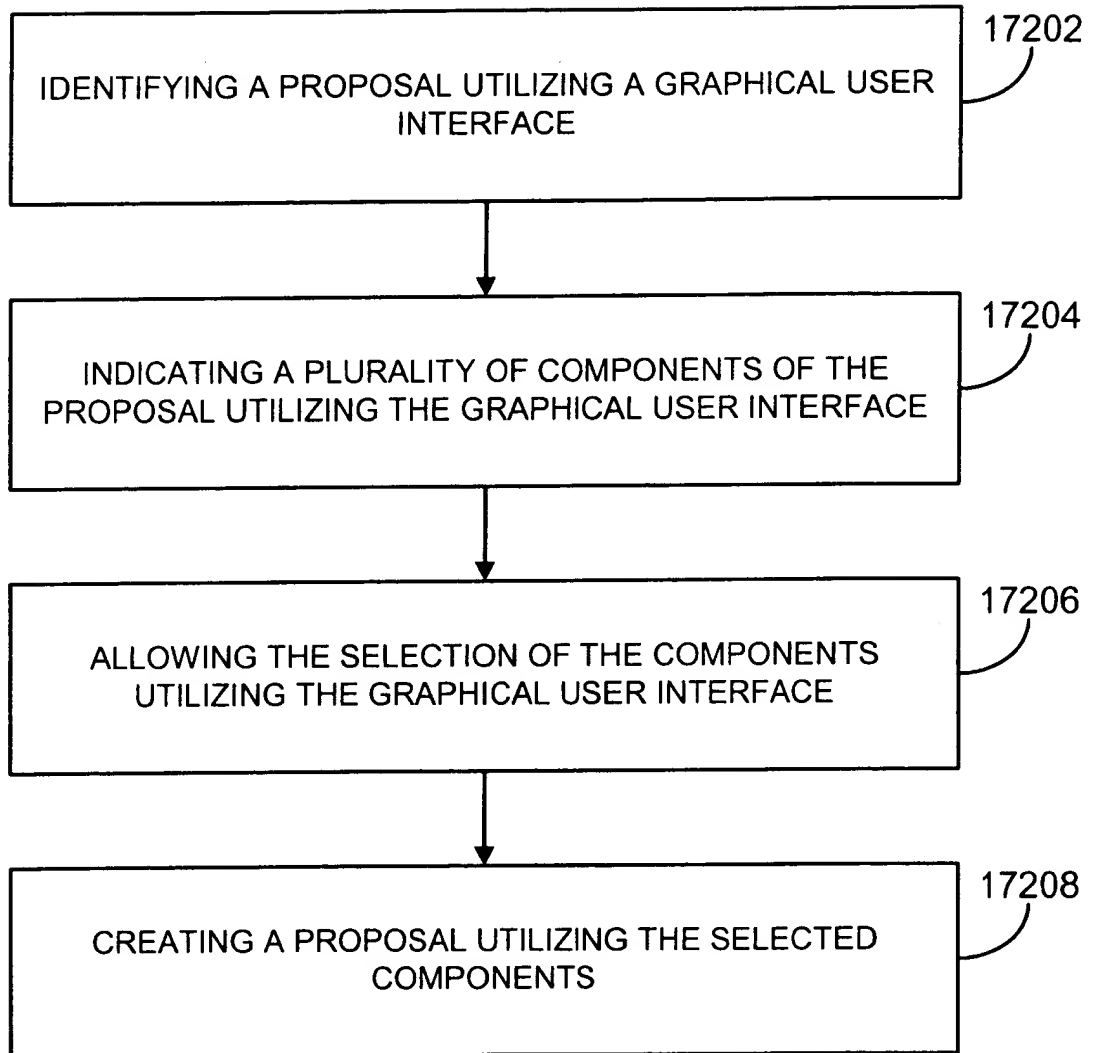 17202
IDENTIFYING A PROPOSAL UTILIZING A GRAPHICAL USER
INTERFACE
17204
INDICATING A PLURALITY OF COMPONENTS OF THE
PROPOSAL UTILIZING THE GRAPHICAL USER INTERFACE
17206
ALLOWING THE SELECTION OF THE COMPONENTS
UTILIZING THE GRAPHICAL USER INTERFACE
17208
CREATING A PROPOSAL UTILIZING THE SELECTED
COMPONENTS